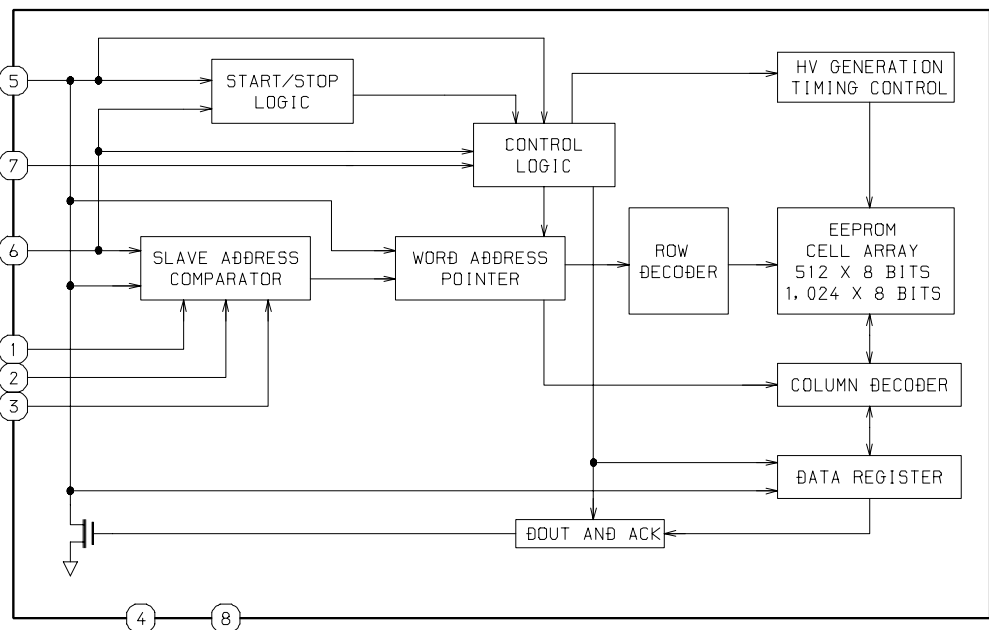 5
START/STOP
LOGIC
HV GENERATION
TIMING CONTROL
7
CONTROL
LOGIC
6
SLAVE ADDRESS
COMPARATOR
WORD ADDRESS
POINTER
ROW
DECODER
EEPROM
CELL ARRAY
512 X 8 BITS
1,024 X 8 BITS
1
2
3
COLUMN DECODER
DATA REGISTER
DOUT AND ACK
4
8